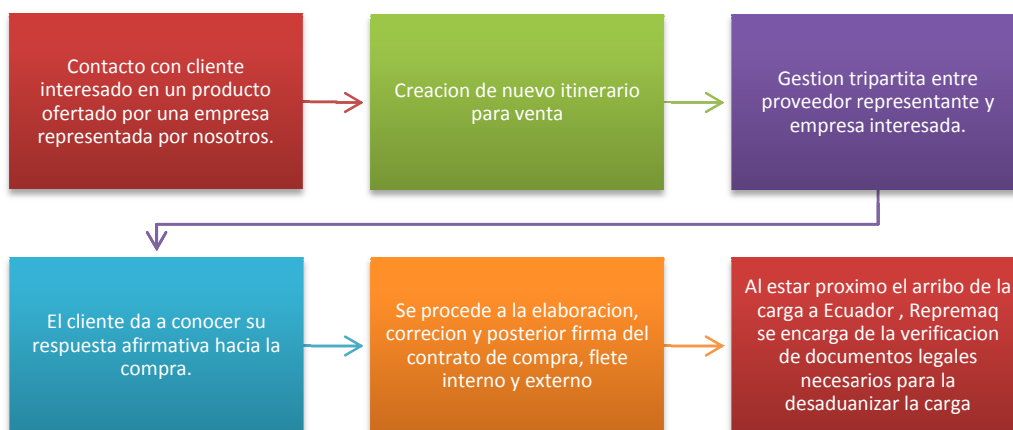 Contacto con cliente
interesado en un producto
ofertado por una empresa
representada por nosotros.
Creacion de nuevo itinerario
para venta
Gestion tripartita entre
proveedor representante y
empresa interesada.
El cliente da a conocer su
respuesta afirmativa hacia la
compra.
Se procede a la elaboracion,
correcion y posterior firma del
contrato de compra, flete
interno y externo
Al estar proximo el arribo de la
carga a Ecuador , Repremaq
se encarga de la verificacion
de documentos legales
necesarios para la
desaduanizar la carga